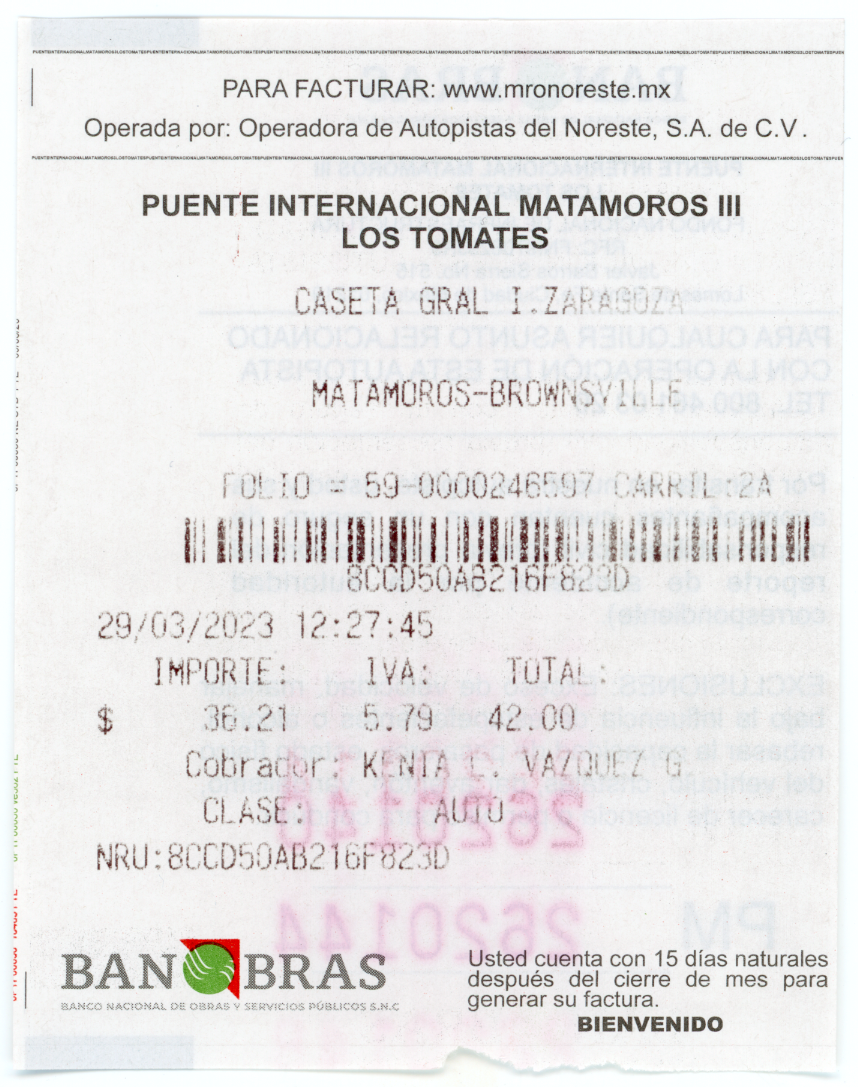 PARA FACTURAR: www.mronoreste.mx
Operada por: Operadora de Autopistas del Noreste, S.A. de C.V.
PUENTE INTERNACIONAL MATAMOROS III
LOS TOMATES
CASETA GRAL I.ZARAGOZA
MATAMOROS-BROWNSVILLE
FOLIO = 59-0000246597 CARRIL 2A
8CCD50AB216F823D
29/03/2023 12:27:45
IMPORTE: IVA: TOTAL:
$ 36.21 5.79 42.00
Cobrador: KENIA L. VAZQUEZ G
CLASE: AUTO
NRU:8CCD50AB216F823D
BANOBRAS
BANCO NACIONAL DE OBRAS Y SERVICIOS PÚBLICOS S.N.C
Usted cuenta con 15 días naturales
después del cierre de mes para
generar su factura.
BIENVENIDO